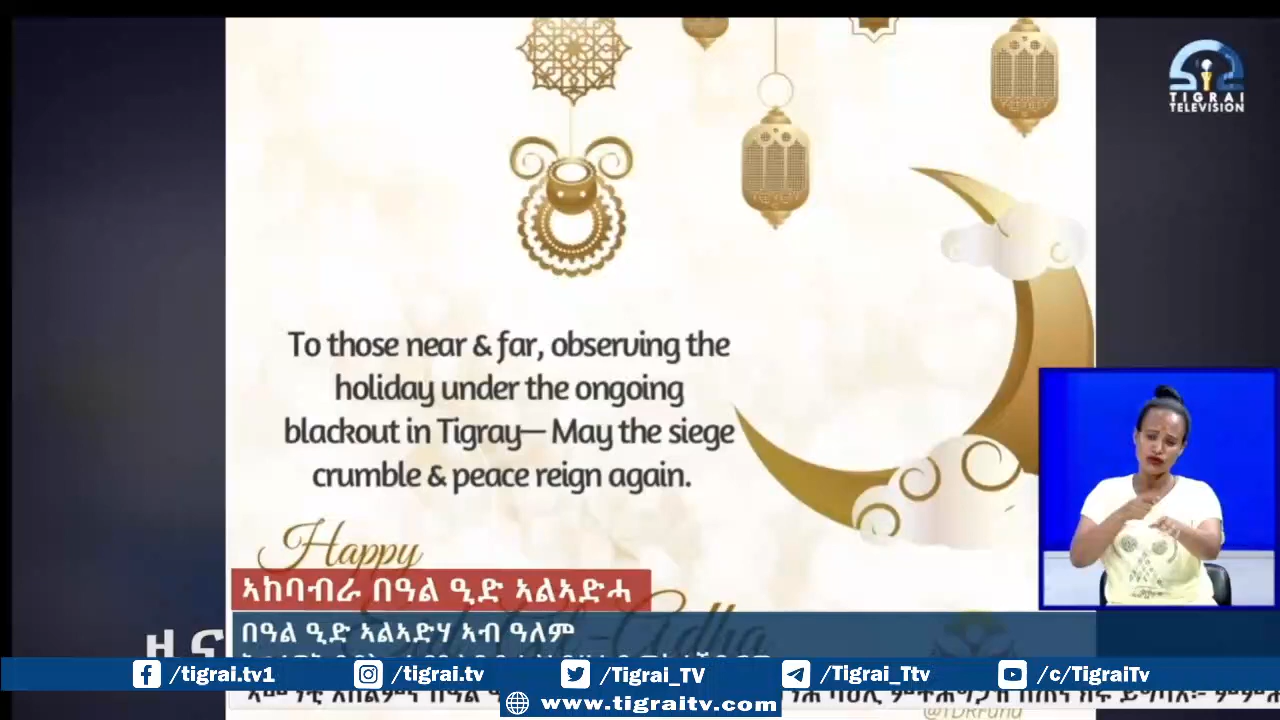 TIGRAI
TELEVISION
To those near & far, observing the
holiday under the ongoing
blackout in Tigray— May the siege
crumble & peace reign again.
Happy
ኣከባብራ በዓል ዒድ ኣልኣድሓ
በዓል ዒድ ኣልኣድሃ ኣብ ዓለም
/tigrai.tv1
/tigrai.tv
/Tigrai_TV
/Tigrai_Ttv
/c/TigraiTv
www.tigraitv.com
@TDRFund